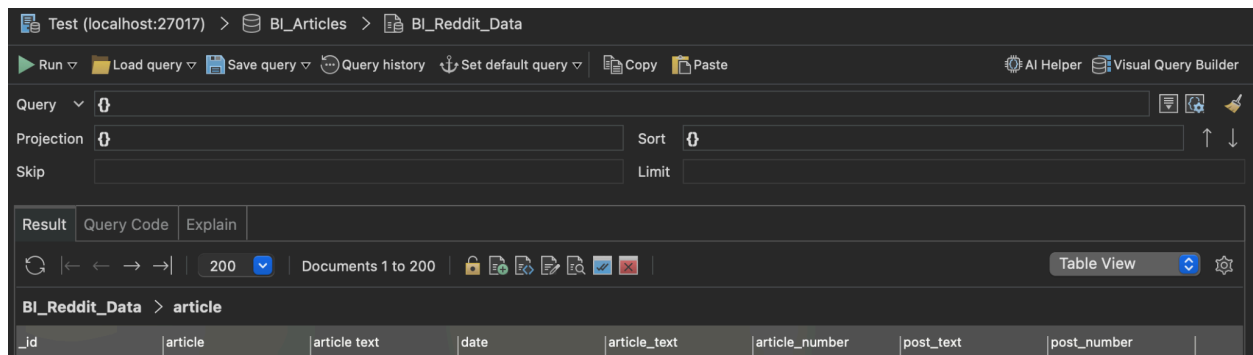 Test (localhost:27017) > BI_Articles > BI_Reddit_Data
Run Load query Save query Query history Set default query Copy Paste AI Helper Visual Query Builder
Query {}
Projection {} Sort {}
Skip Limit
Result Query Code Explain
200 Documents 1 to 200 Table View
BI_Reddit_Data > article
_id article article text date article_text article_number post_text post_number